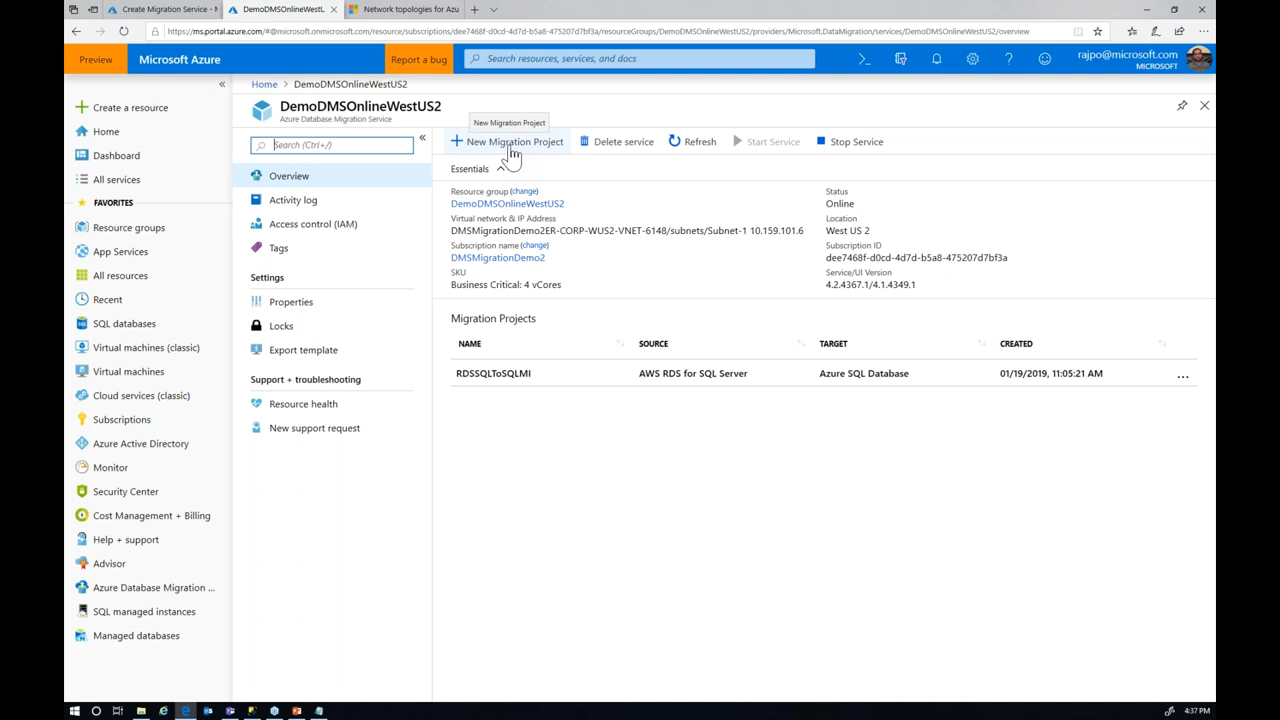 Create Migration Service - M
DemoDMSOnlineWestUS2
Network topologies for Azu
https://ms.portal.azure.com/#@microsoft.onmicrosoft.com/resource/subscriptions/dee7468f-d0cd-4d7d-b5a8-475207d7bf3a/resourceGroups/DemoDMSOnlineWestUS2/providers/Microsoft.DataMigration/services/DemoDMSOnlineWestUS2/overview
Preview
Microsoft Azure
Report a bug
Search resources, services, and docs
rajpo@microsoft.com
MICROSOFT
Home > DemoDMSOnlineWestUS2
DemoDMSOnlineWestUS2
Azure Database Migration Service
New Migration Project
Search (Ctrl+/)
New Migration Project
Delete service
Refresh
Start Service
Stop Service
Create a resource
Home
Dashboard
All services
FAVORITES
Resource groups
App Services
All resources
Recent
SQL databases
Virtual machines (classic)
Virtual machines
Cloud services (classic)
Subscriptions
Azure Active Directory
Monitor
Security Center
Cost Management + Billing
Help + support
Advisor
Azure Database Migration ...
SQL managed instances
Managed databases
Overview
Activity log
Access control (IAM)
Tags
Settings
Properties
Locks
Export template
Support + troubleshooting
Resource health
New support request
Essentials
Resource group (change)
DemoDMSOnlineWestUS2
Virtual network & IP Address
DMSMigrationDemo2ER-CORP-WUS2-VNET-6148/subnets/Subnet-1 10.159.101.6
Subscription name (change)
DMSMigrationDemo2
SKU
Business Critical: 4 vCores
Status
Online
Location
West US 2
Subscription ID
dee7468f-d0cd-4d7d-b5a8-475207d7bf3a
Service/UI Version
4.2.4367.1/4.1.4349.1
Migration Projects
NAME SOURCE TARGET CREATED
RDSSQLToSQLMI AWS RDS for SQL Server Azure SQL Database 01/19/2019, 11:05:21 AM ...
4:37 PM